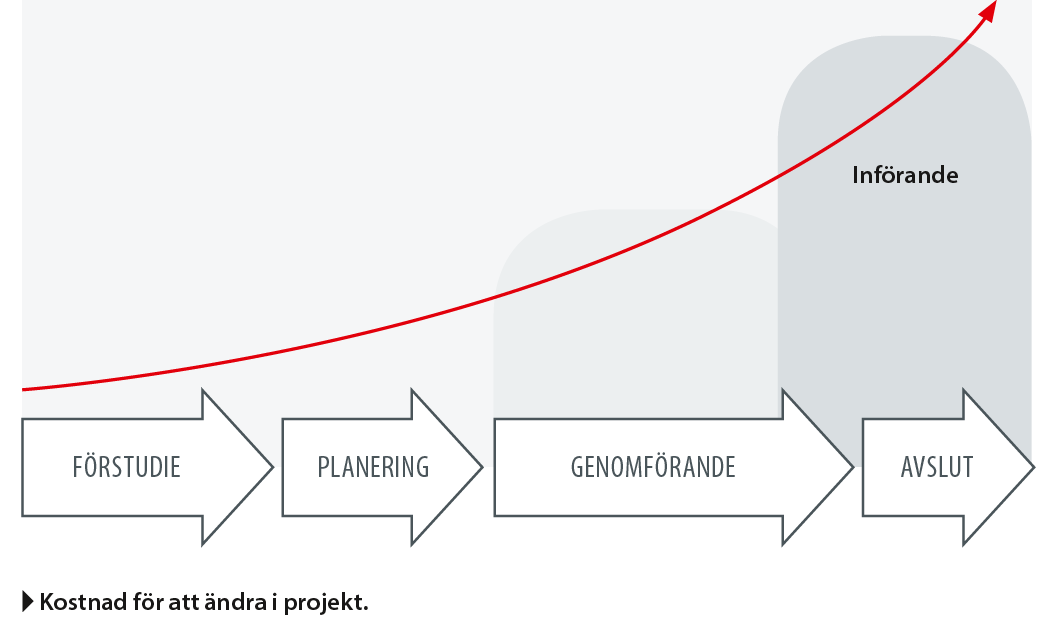 Införande
FÖRSTUDIE
PLANERING
GENOMFÖRANDE
AVSLUT
Kostnad för att ändra i projekt.